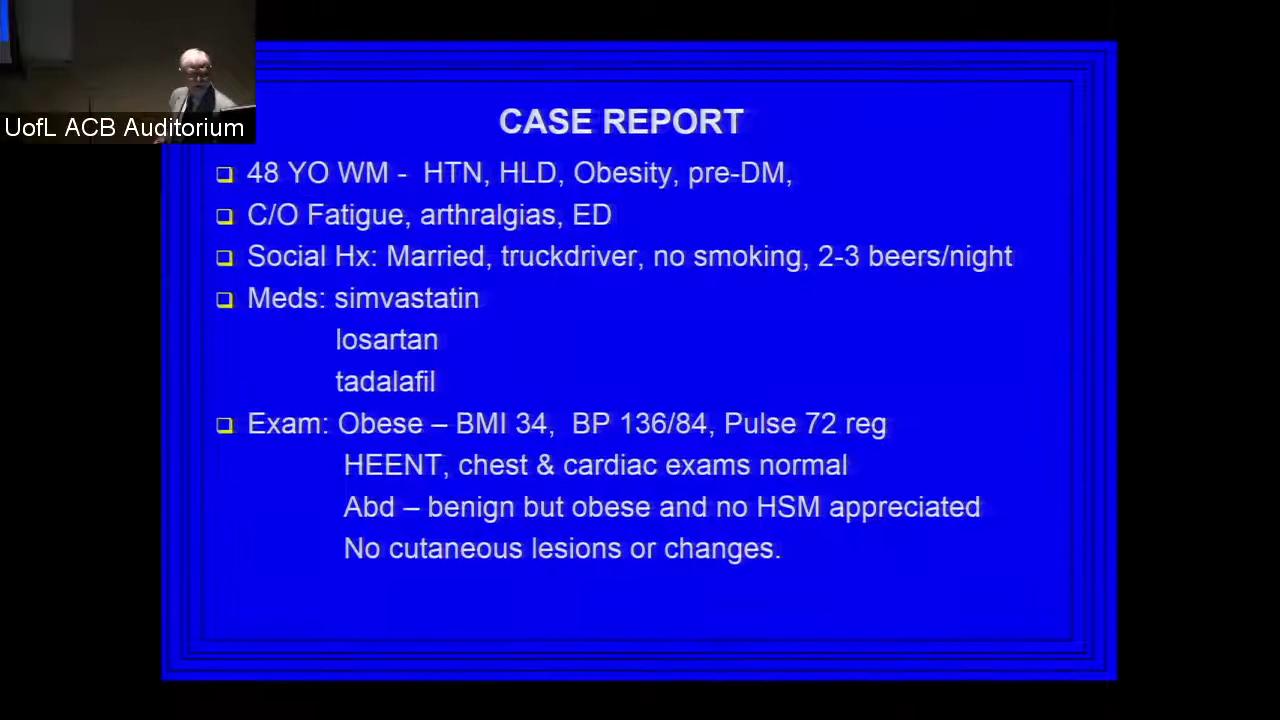 UofL ACB Auditorium
CASE REPORT
48 YO WM - HTN, HLD, Obesity, pre-DM,
C/O Fatigue, arthralgias, ED
Social Hx: Married, truckdriver, no smoking, 2-3 beers/night
Meds: simvastatin
losartan
tadalafil
Exam: Obese – BMI 34, BP 136/84, Pulse 72 reg
HEENT, chest & cardiac exams normal
Abd – benign but obese and no HSM appreciated
No cutaneous lesions or changes.